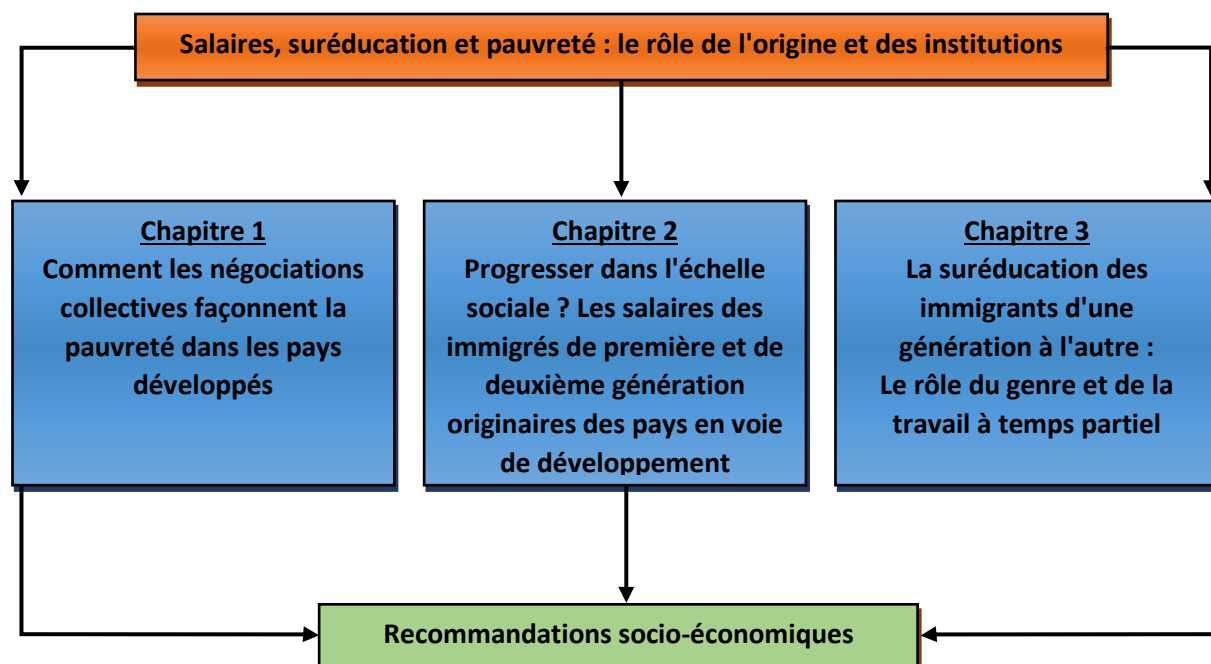 Salaires, suréducation et pauvreté : le rôle de l'origine et des institutions
Chapitre 1
Comment les négociations
collectives façonnent la
pauvreté dans les pays
développés
Chapitre 2
Progresser dans l'échelle
sociale ? Les salaires des
immigrés de première et de
deuxième génération
originaires des pays en voie
de développement
Chapitre 3
La suréducation des
immigrants d'une
génération à l'autre :
Le rôle du genre et de la
travail à temps partiel
Recommandations socio-économiques